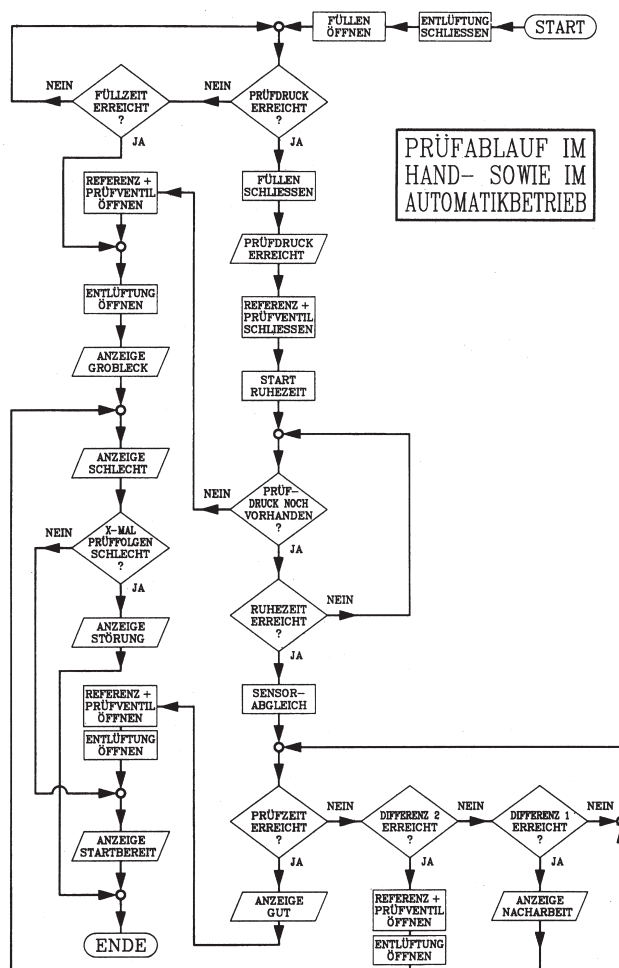 FÜLLEN
ÖFFNEN
ENTLÜFTUNG
SCHLIESSEN
START
NEIN
FÜLLZEIT
ERREICHT
?
JA
NEIN
PRÜFDRUCK
ERREICHT
?
JA
PRÜFABLAUF IM
HAND- SOWIE IM
AUTOMATIKBETRIEB
REFERENZ +
PRÜFVENTIL
ÖFFNEN
FÜLLEN
SCHLIESSEN
PRÜFDRUCK
ERREICHT
ENTLÜFTUNG
ÖFFNEN
REFERENZ +
PRÜFVENTIL
SCHLIESSEN
ANZEIGE
GROBLECK
START
RUHEZEIT
ANZEIGE
SCHLECHT
NEIN
PRÜF-
DRUCK NOCH
VORHANDEN
?
JA
NEIN
X-MAL
PRÜFFOLGEN
SCHLECHT
?
JA
RUHEZEIT
ERREICHT
?
NEIN
JA
ANZEIGE
STÖRUNG
REFERENZ +
PRÜFVENTIL
ÖFFNEN
ENTLÜFTUNG
ÖFFNEN
SENSOR-
ABGLEICH
PRÜFZEIT
ERREICHT
?
NEIN
JA
DIFFERENZ 2
ERREICHT
?
NEIN
JA
DIFFERENZ 1
ERREICHT
?
NEIN
JA
ANZEIGE
STARTBEREIT
ANZEIGE
GUT
REFERENZ +
PRÜFVENTIL
ÖFFNEN
ENTLÜFTUNG
ÖFFNEN
ANZEIGE
NACHARBEIT
ENDE